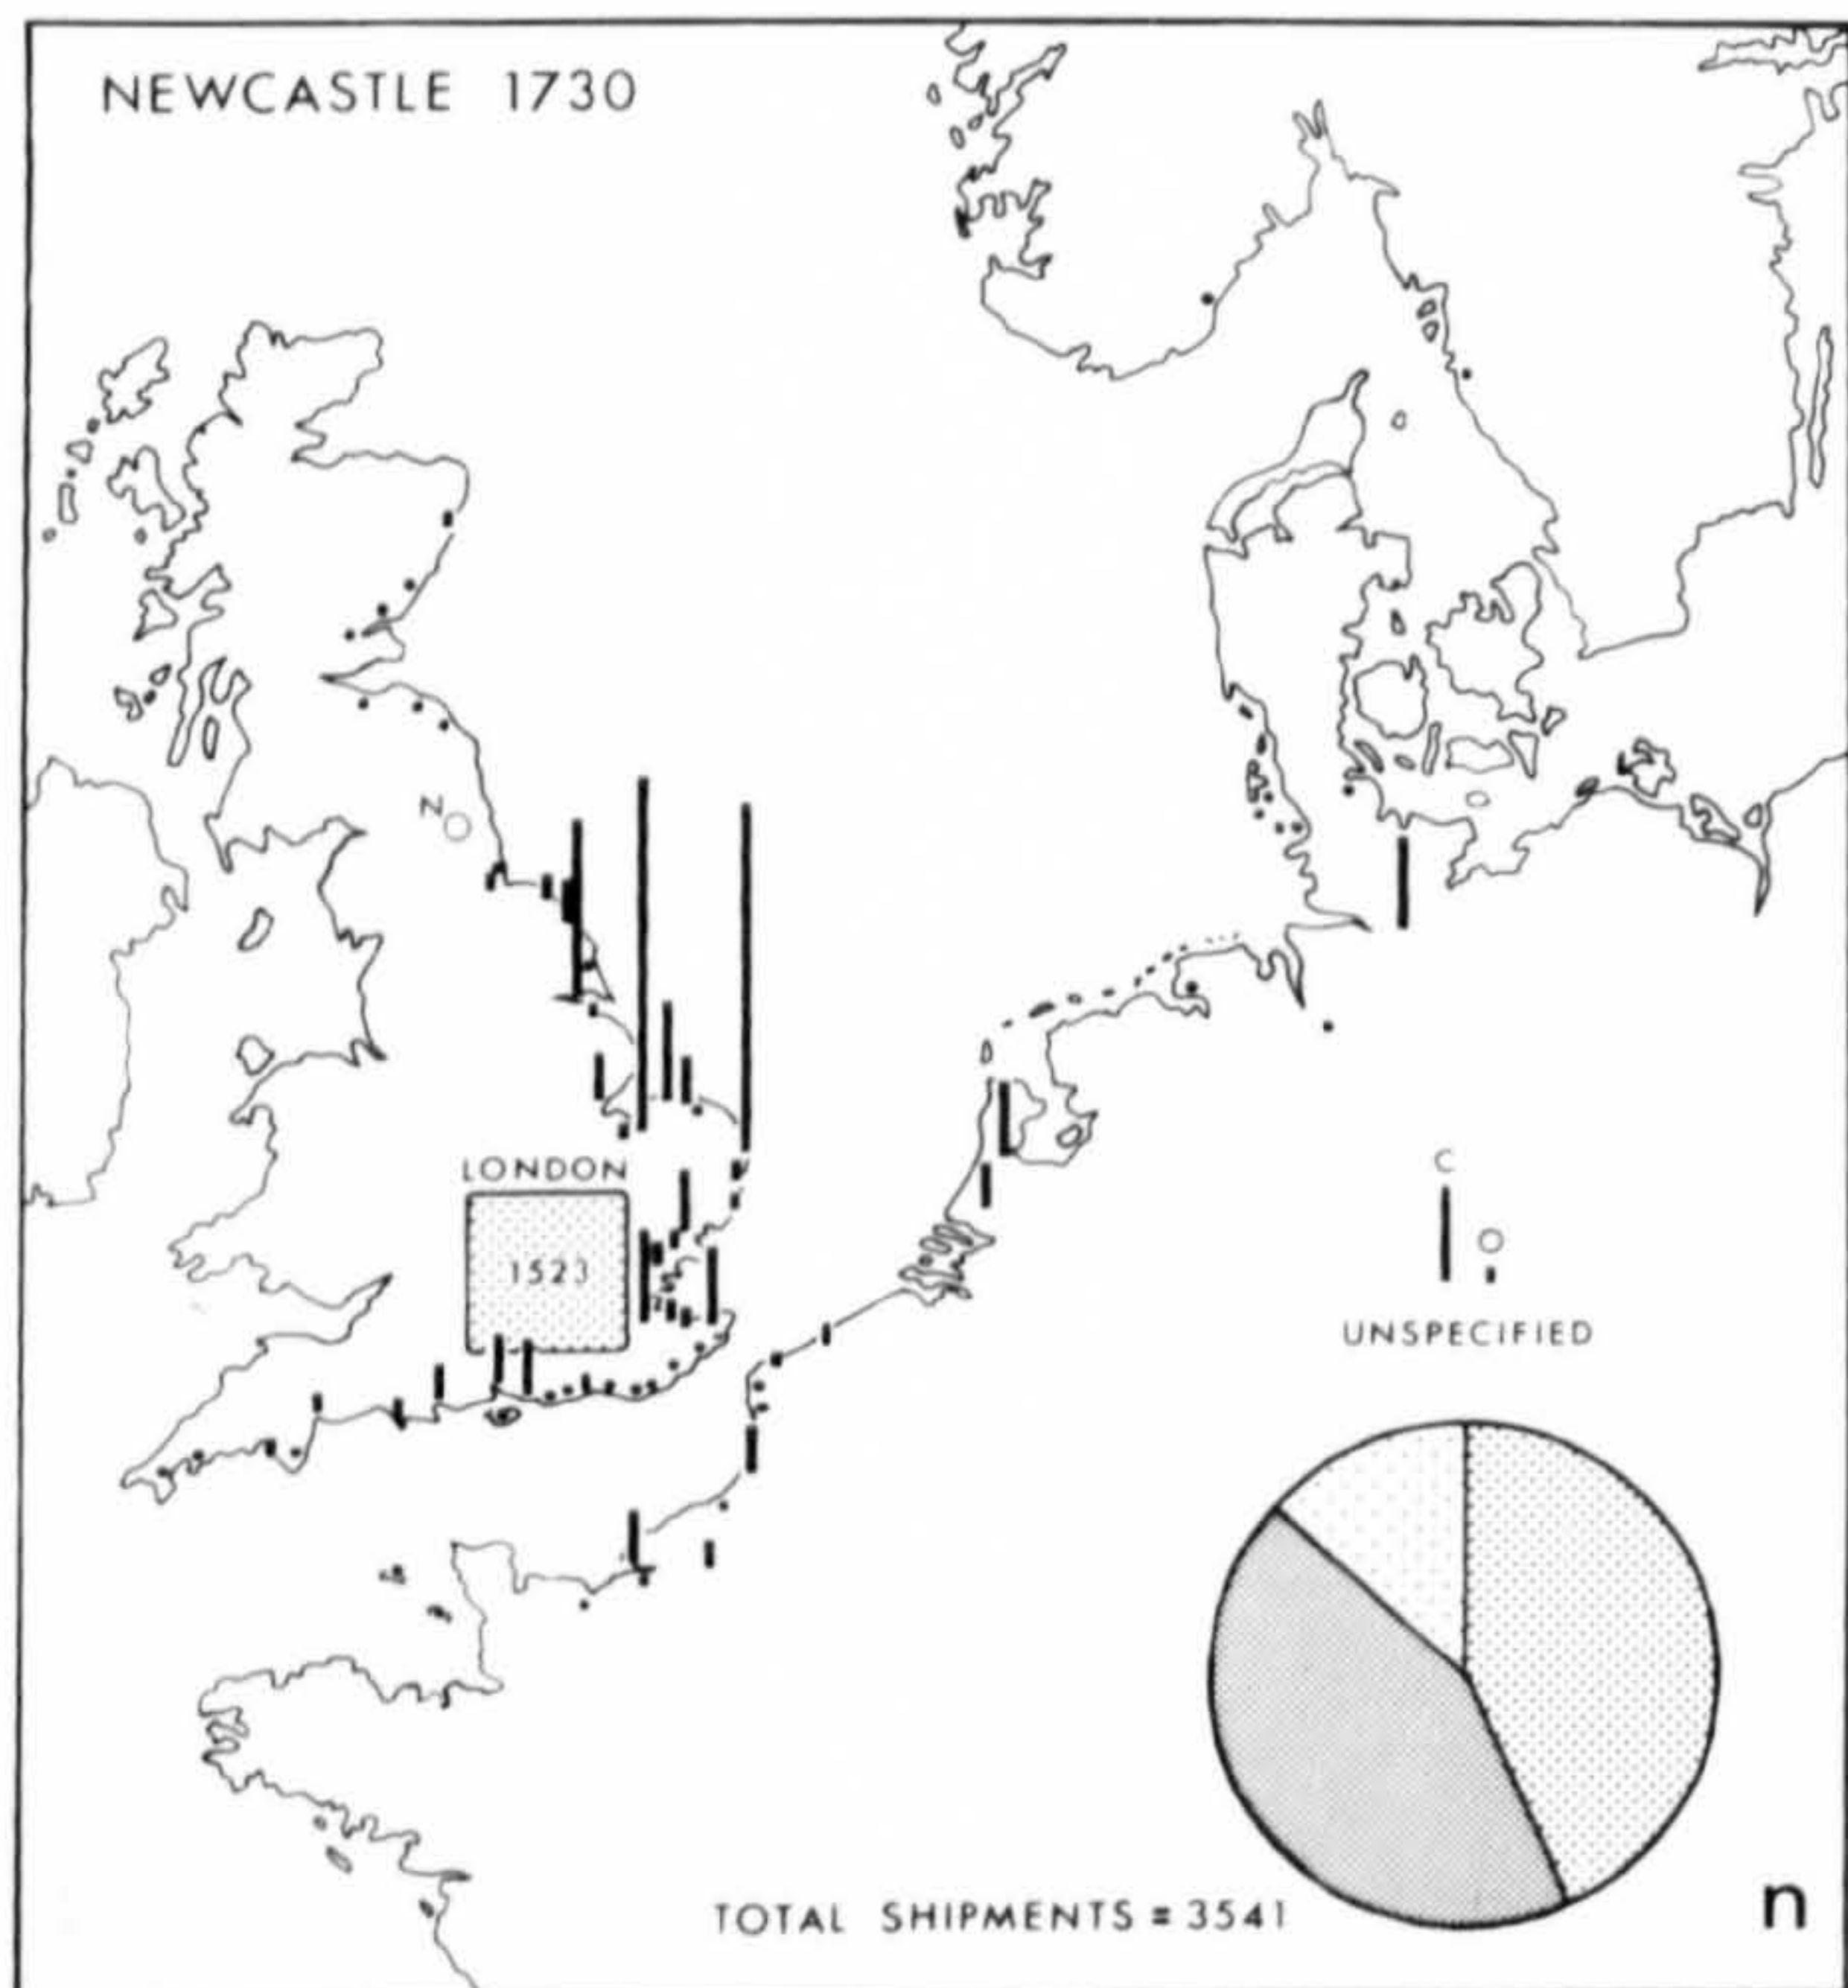 NEWCASTLE 1730
N
LONDON
1523
C
O
UNSPECIFIED
TOTAL SHIPMENTS = 3541
n